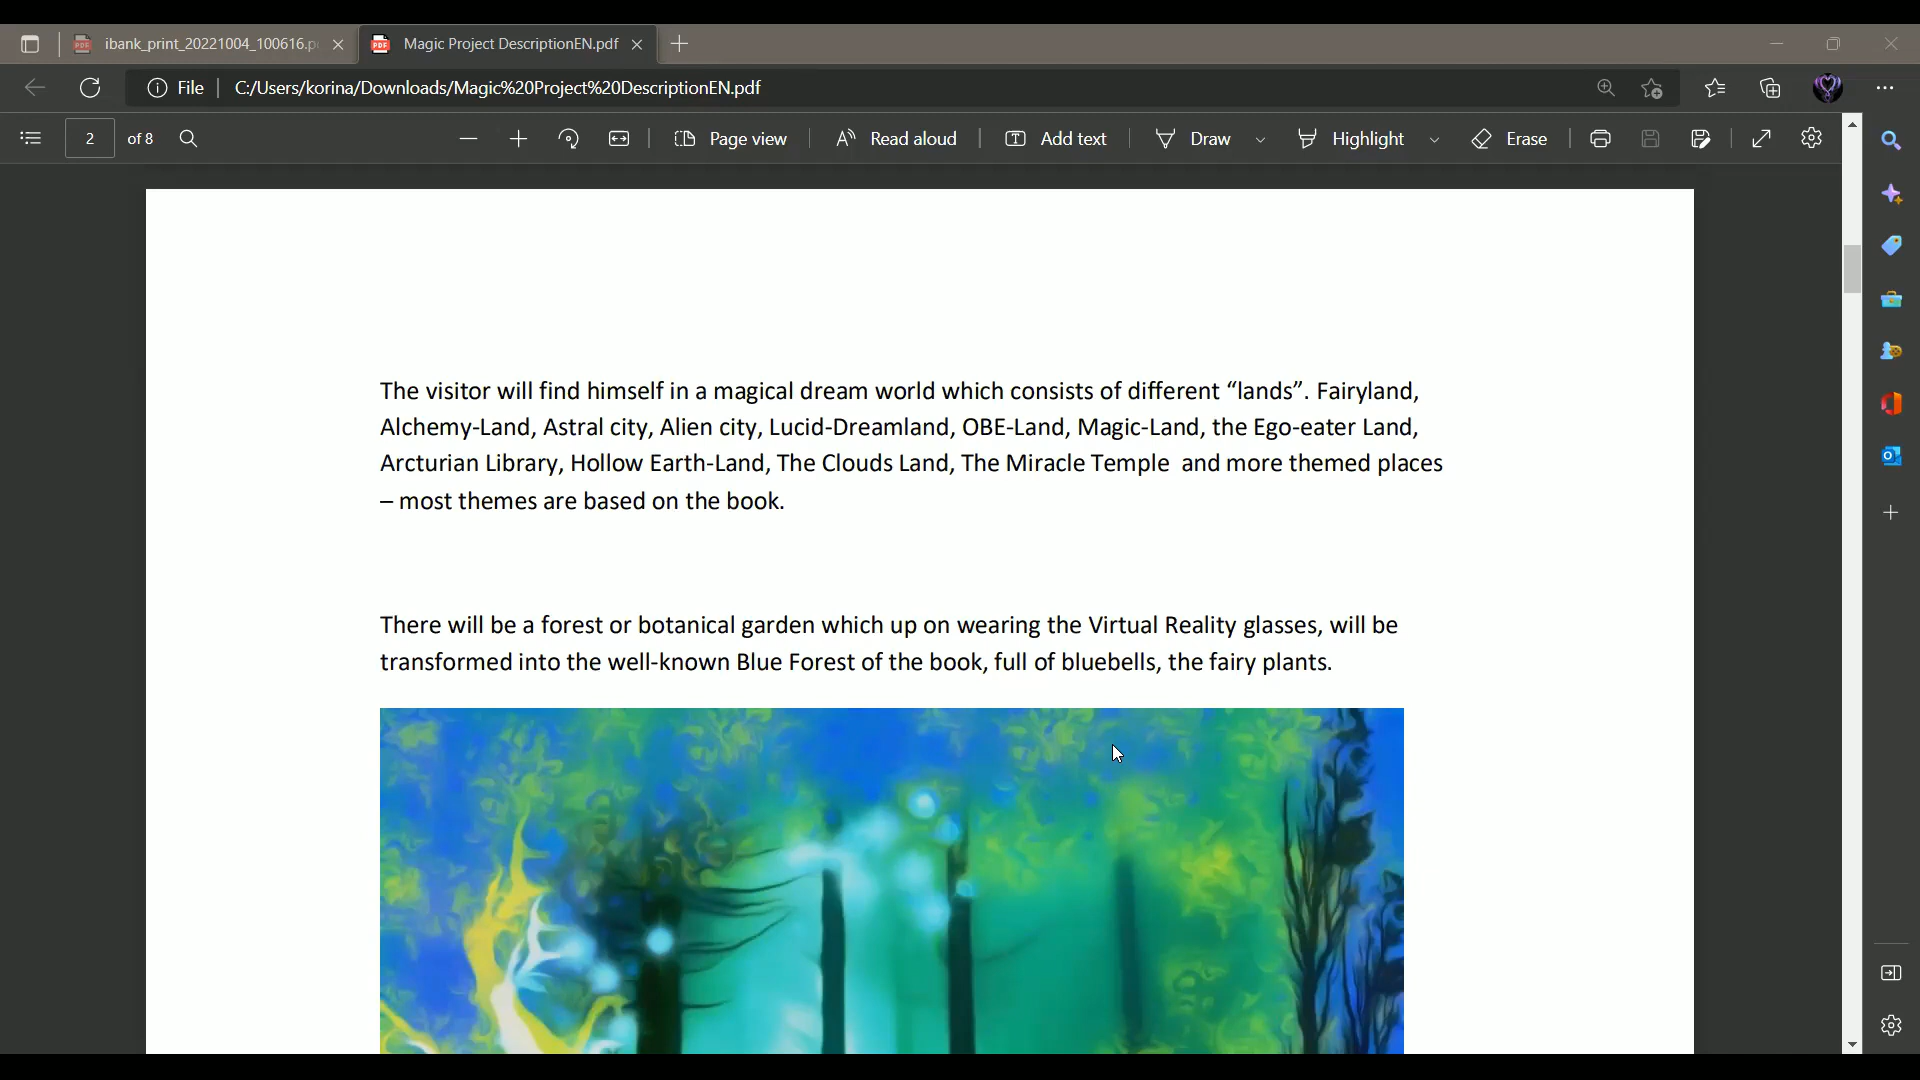 ibank_print_20221004_100616.p
Magic Project DescriptionEN.pdf
File
C:/Users/korina/Downloads/Magic%20Project%20DescriptionEN.pdf
2
of 8
Page view
Read aloud
Add text
Draw
Highlight
Erase
The visitor will find himself in a magical dream world which consists of different “lands”. Fairyland,
Alchemy-Land, Astral city, Alien city, Lucid-Dreamland, OBE-Land, Magic-Land, the Ego-eater Land,
Arcturian Library, Hollow Earth-Land, The Clouds Land, The Miracle Temple and more themed places
– most themes are based on the book.
There will be a forest or botanical garden which up on wearing the Virtual Reality glasses, will be
transformed into the well-known Blue Forest of the book, full of bluebells, the fairy plants.